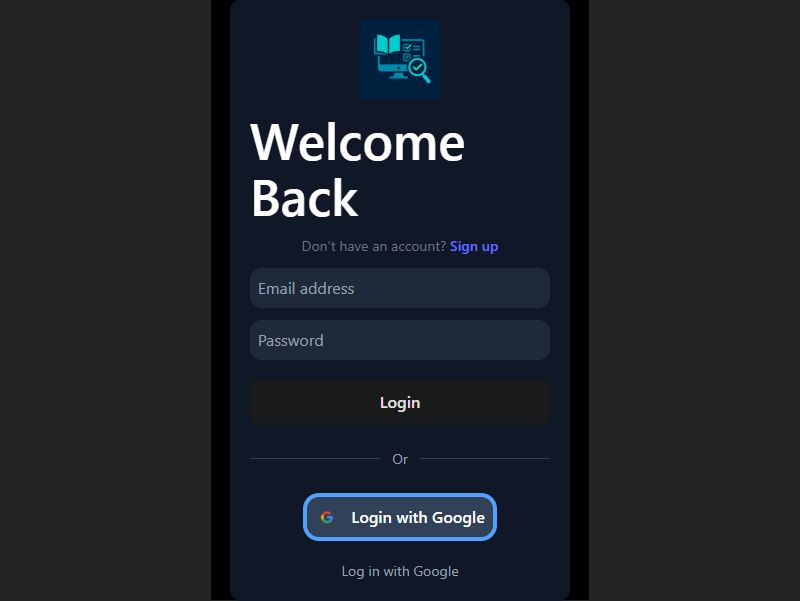 Welcome
Back
Don't have an account? Sign up
Email address
Password
Login
Or
Login with Google
Log in with Google